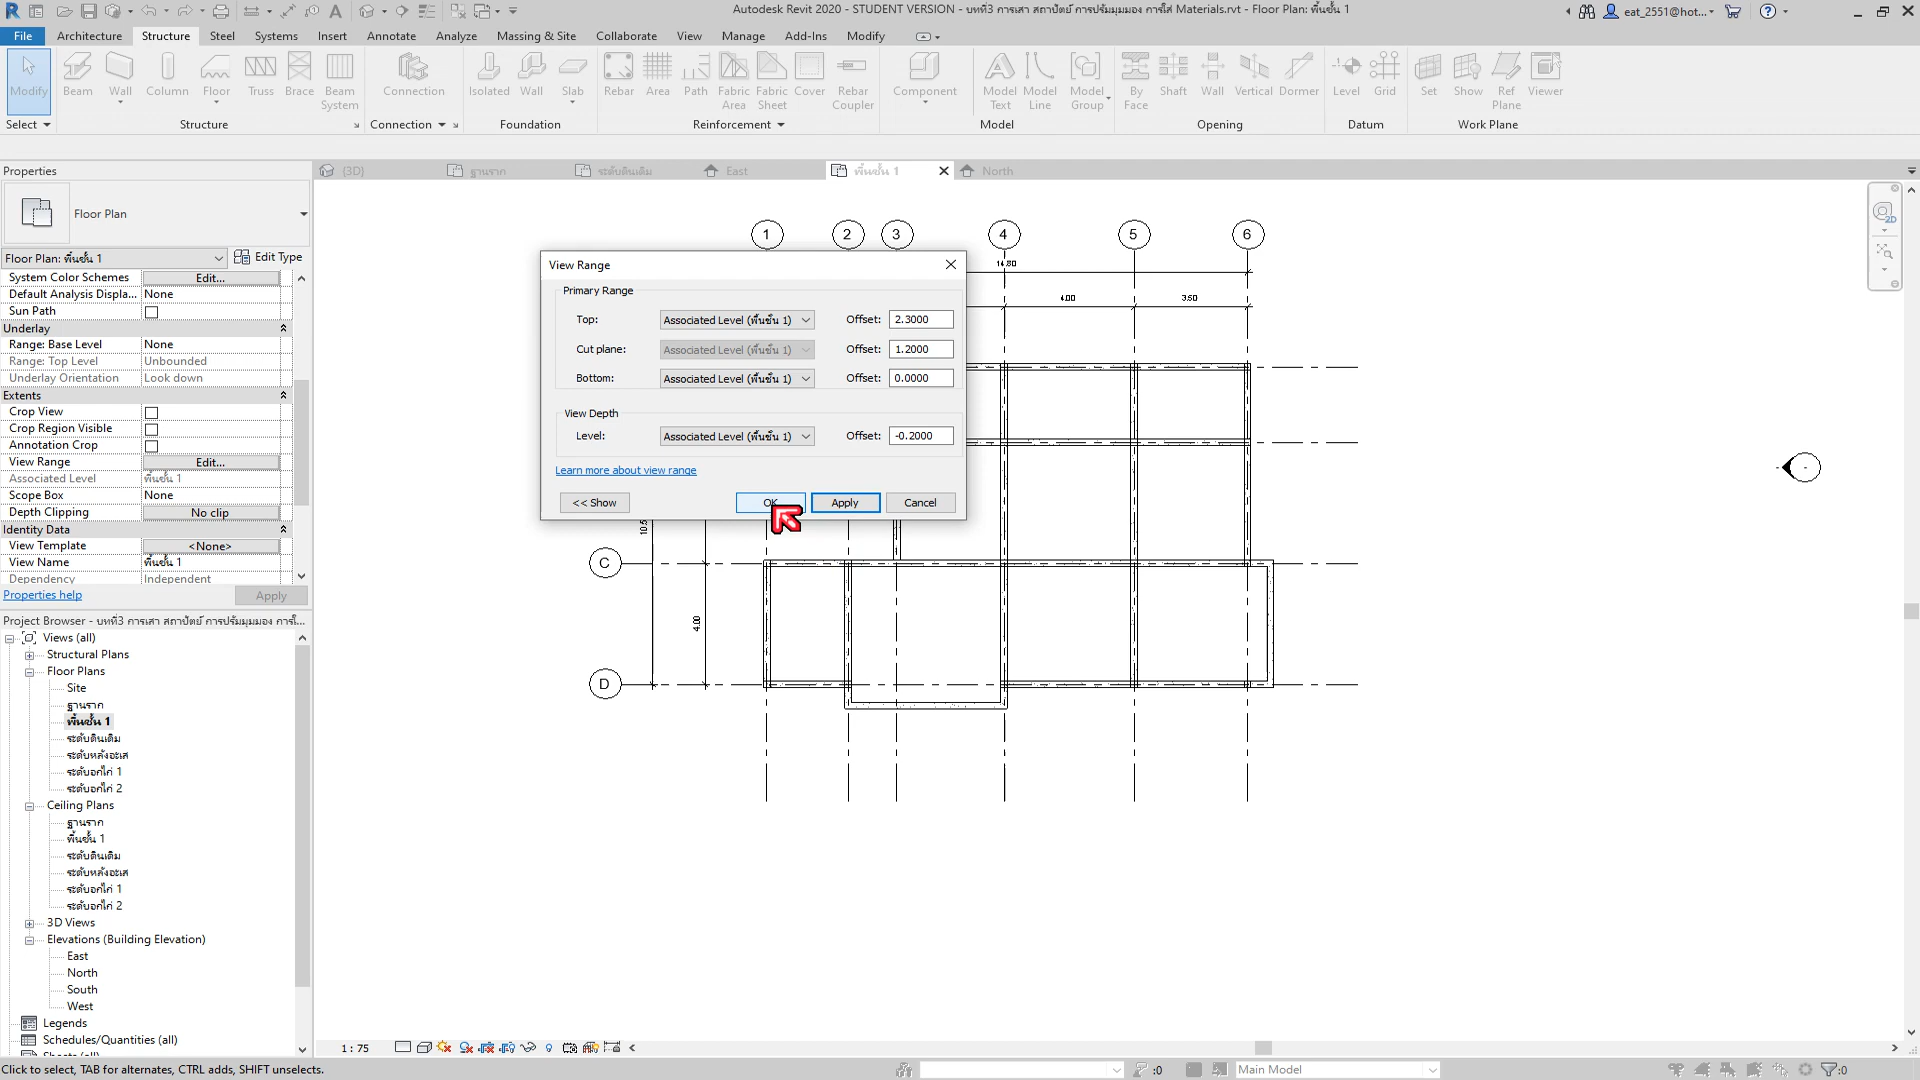 Autodesk Revit 2020 - STUDENT VERSION - บทที่3 การเสา สถาปัตย์ การปรับมุมมอง การใส่ Materials.rvt - Floor Plan: พื้นชั้น 1
eat_2551@hot...
File Architecture Structure Steel Systems Insert Annotate Analyze Massing & Site Collaborate View Manage Add-Ins Modify
Modify Beam Wall Column Floor Truss Brace Beam System Connection Isolated Wall Slab Rebar Area Path Fabric Area Fabric Sheet Cover Rebar Coupler Component Model Text Model Line Model Group By Face Shaft Wall Vertical Dormer Level Grid Set Show Ref Plane Viewer
Select Structure Connection Foundation Reinforcement Model Opening Datum Work Plane
Properties
(3D) ฐานราก ระดับดินเดิม East พื้นชั้น 1 North
Floor Plan
Floor Plan: พื้นชั้น 1 Edit Type
System Color Schemes Edit...
Default Analysis Displa... None
Sun Path
Underlay
Range: Base Level None
Range: Top Level Unbounded
Underlay Orientation Look down
Extents
Crop View
Crop Region Visible
Annotation Crop
View Range Edit...
Associated Level พื้นชั้น 1
Scope Box None
Depth Clipping No clip
Identity Data
View Template <None>
View Name พื้นชั้น 1
Dependency Independent
Properties help Apply
Project Browser - บทที่3 การเสา สถาปัตย์ การปรับมุมมอง การใ...
Views (all)
Structural Plans
Floor Plans
Site
ฐานราก
พื้นชั้น 1
ระดับดินเดิม
ระดับหลังอะเส
ระดับอกไก่ 1
ระดับอกไก่ 2
Ceiling Plans
ฐานราก
พื้นชั้น 1
ระดับดินเดิม
ระดับหลังอะเส
ระดับอกไก่ 1
ระดับอกไก่ 2
3D Views
Elevations (Building Elevation)
East
North
South
West
Legends
Schedules/Quantities (all)
Sheets (all)
1 2 3 4 5 6
14.80
4.00 3.50
View Range
Primary Range
Top: Associated Level (พื้นชั้น 1) Offset: 2.3000
Cut plane: Associated Level (พื้นชั้น 1) Offset: 1.2000
Bottom: Associated Level (พื้นชั้น 1) Offset: 0.0000
View Depth
Level: Associated Level (พื้นชั้น 1) Offset: -0.2000
Learn more about view range
<< Show OK Apply Cancel
C
4.00
D
2D
1 : 75
Click to select, TAB for alternates, CTRL adds, SHIFT unselects.
:0 Main Model :0